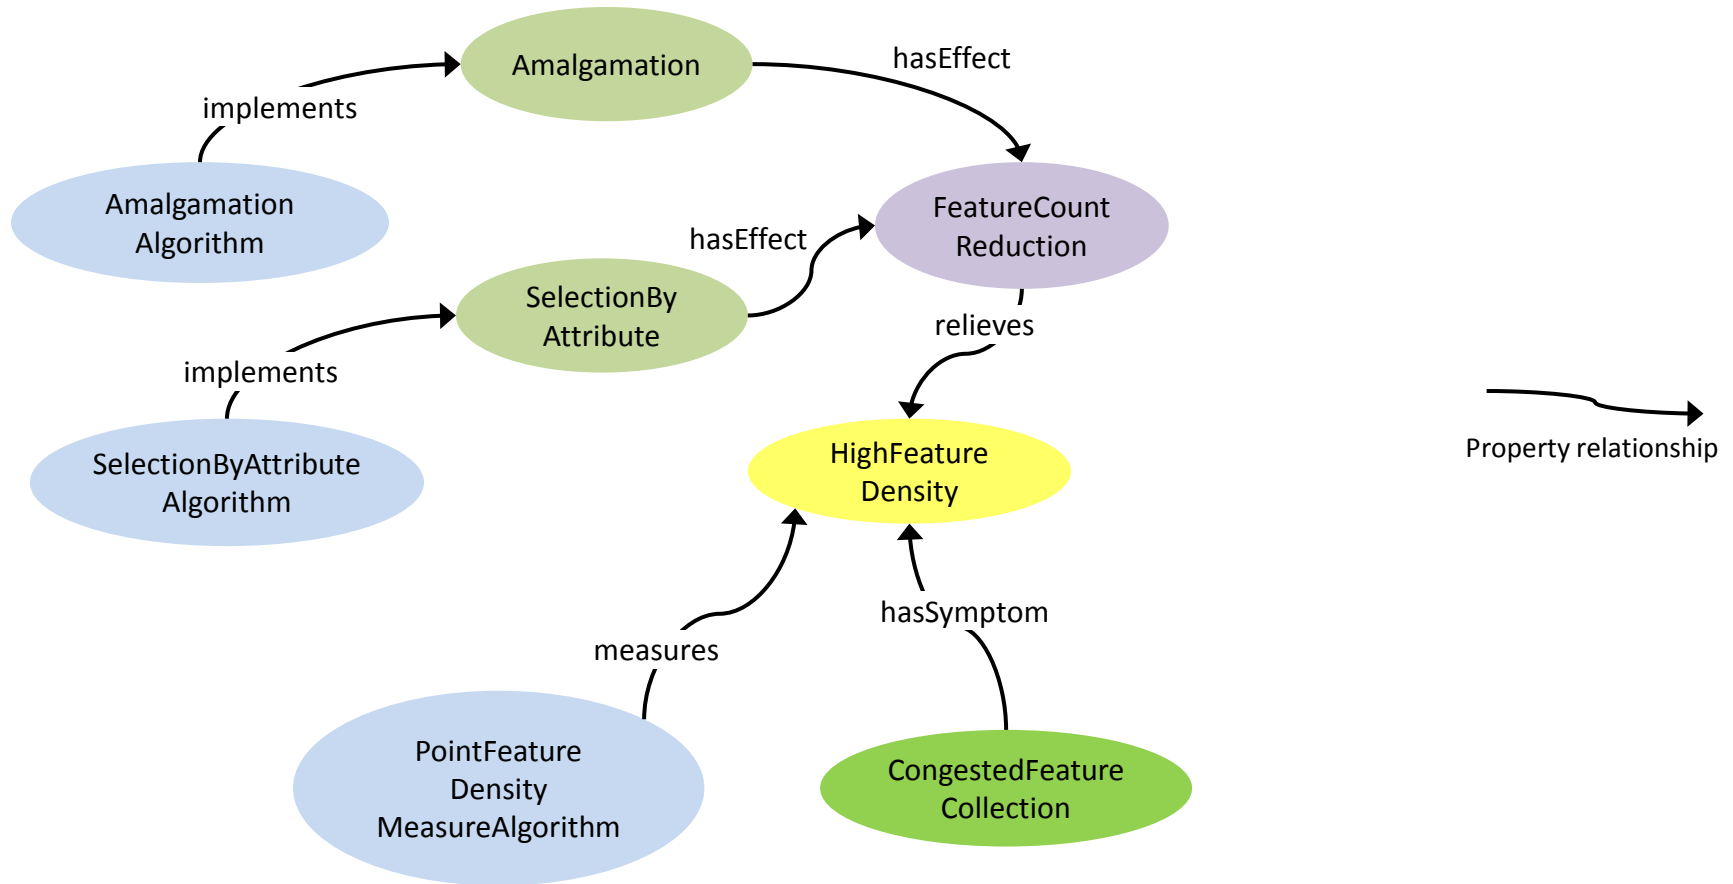 Amalgamation
hasEffect
implements
Amalgamation
Algorithm
FeatureCount
Reduction
hasEffect
SelectionBy
Attribute
relieves
implements
SelectionByAttribute
Algorithm
HighFeature
Density
Property relationship
hasSymptom
measures
PointFeature
Density
MeasureAlgorithm
CongestedFeature
Collection